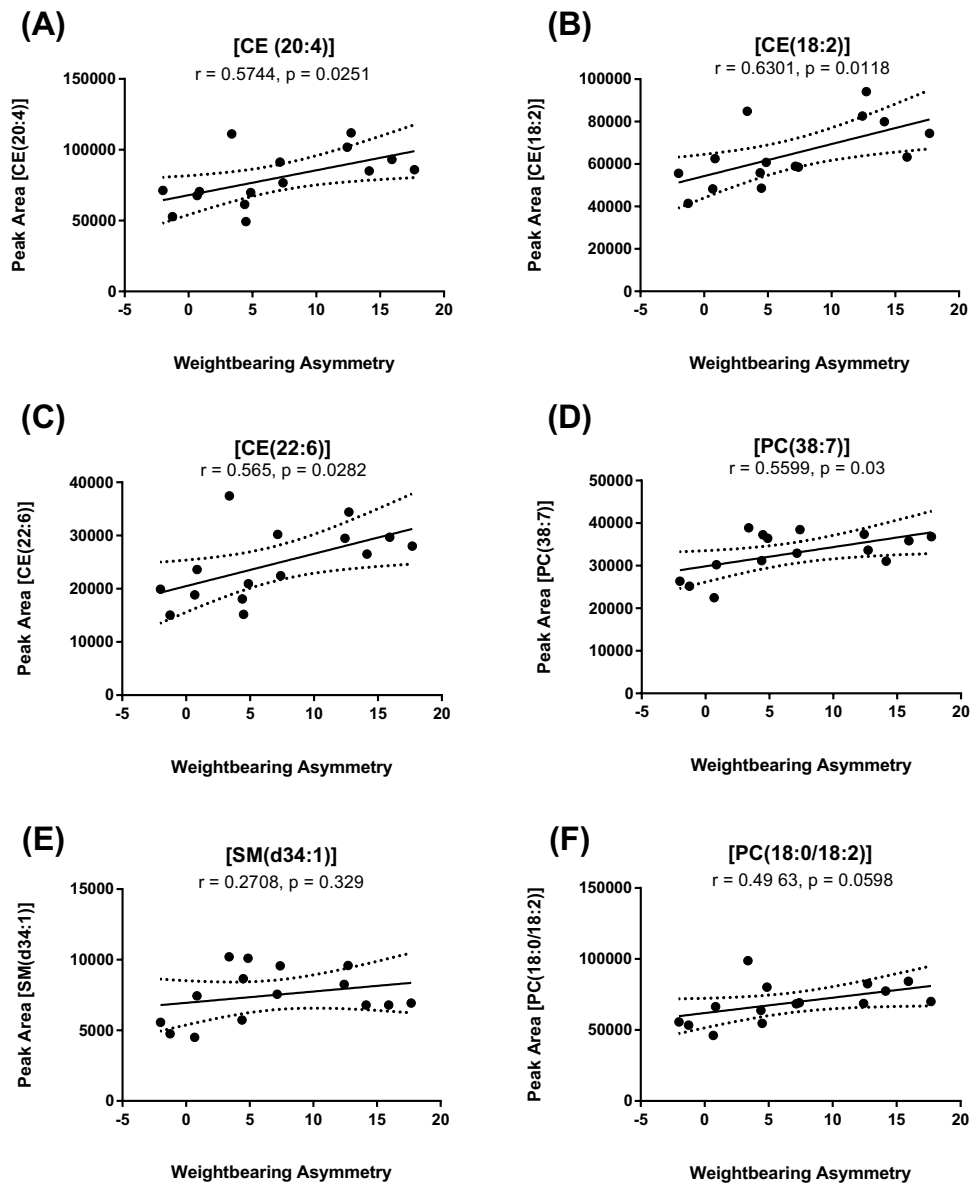 (A)
[CE (20:4)]
r = 0.5744, p = 0.0251
Peak Area [CE(20:4)]
150000
100000
50000
0
-5 0 5 10 15 20
Weightbearing Asymmetry
(B)
[CE(18:2)]
r = 0.6301, p = 0.0118
Peak Area [CE(18:2)]
100000
80000
60000
40000
20000
0
-5 0 5 10 15 20
Weightbearing Asymmetry
(C)
[CE(22:6)]
r = 0.565, p = 0.0282
Peak Area [CE(22:6)]
40000
30000
20000
10000
0
-5 0 5 10 15 20
Weightbearing Asymmetry
(D)
[PC(38:7)]
r = 0.5599, p = 0.03
Peak Area [PC(38:7)]
50000
40000
30000
20000
10000
0
-5 0 5 10 15 20
Weightbearing Asymmetry
(E)
[SM(d34:1)]
r = 0.2708, p = 0.329
Peak Area [SM(d34:1)]
15000
10000
5000
0
-5 0 5 10 15 20
Weightbearing Asymmetry
(F)
[PC(18:0/18:2)]
r = 0.49 63, p = 0.0598
Peak Area [PC(18:0/18:2)]
150000
100000
50000
0
-5 0 5 10 15 20
Weightbearing Asymmetry